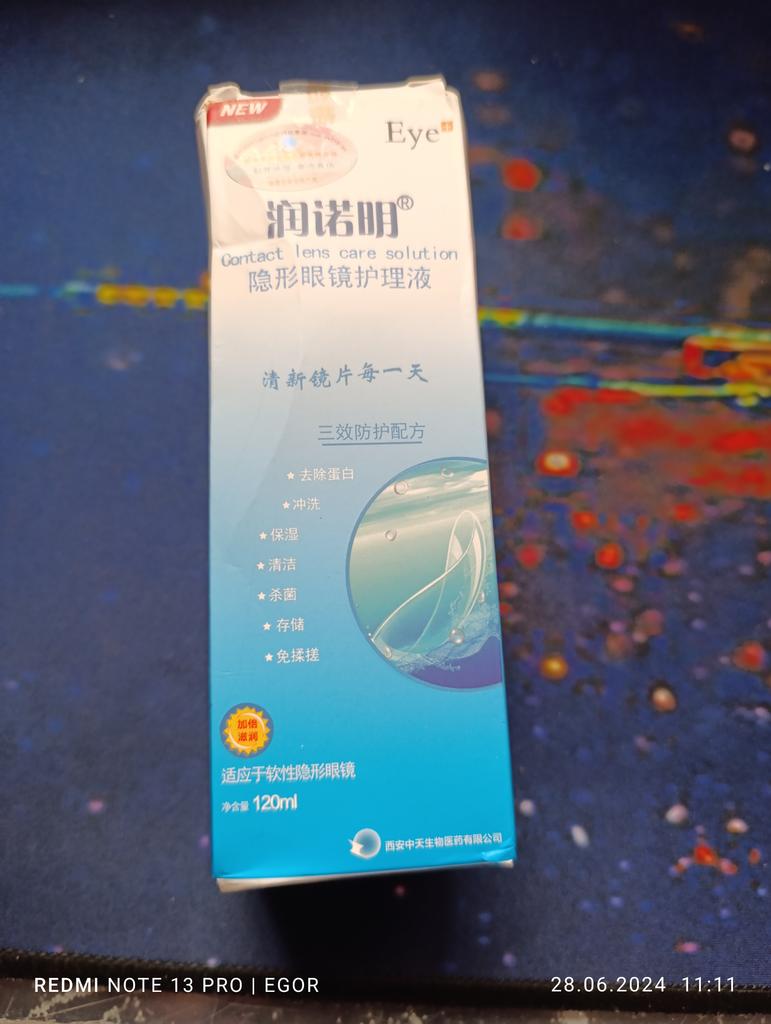 NEW
Eye
润诺明®
Contact lens care solution
隐形眼镜护理液
清新镜片每一天
三效防护配方
去除蛋白
冲洗
保湿
清洁
杀菌
存储
免揉搓
加倍
滋润
适应于软性隐形眼镜
净含量 120ml
西安中天生物医药有限公司
REDMI NOTE 13 PRO | EGOR
28.06.2024 11:11